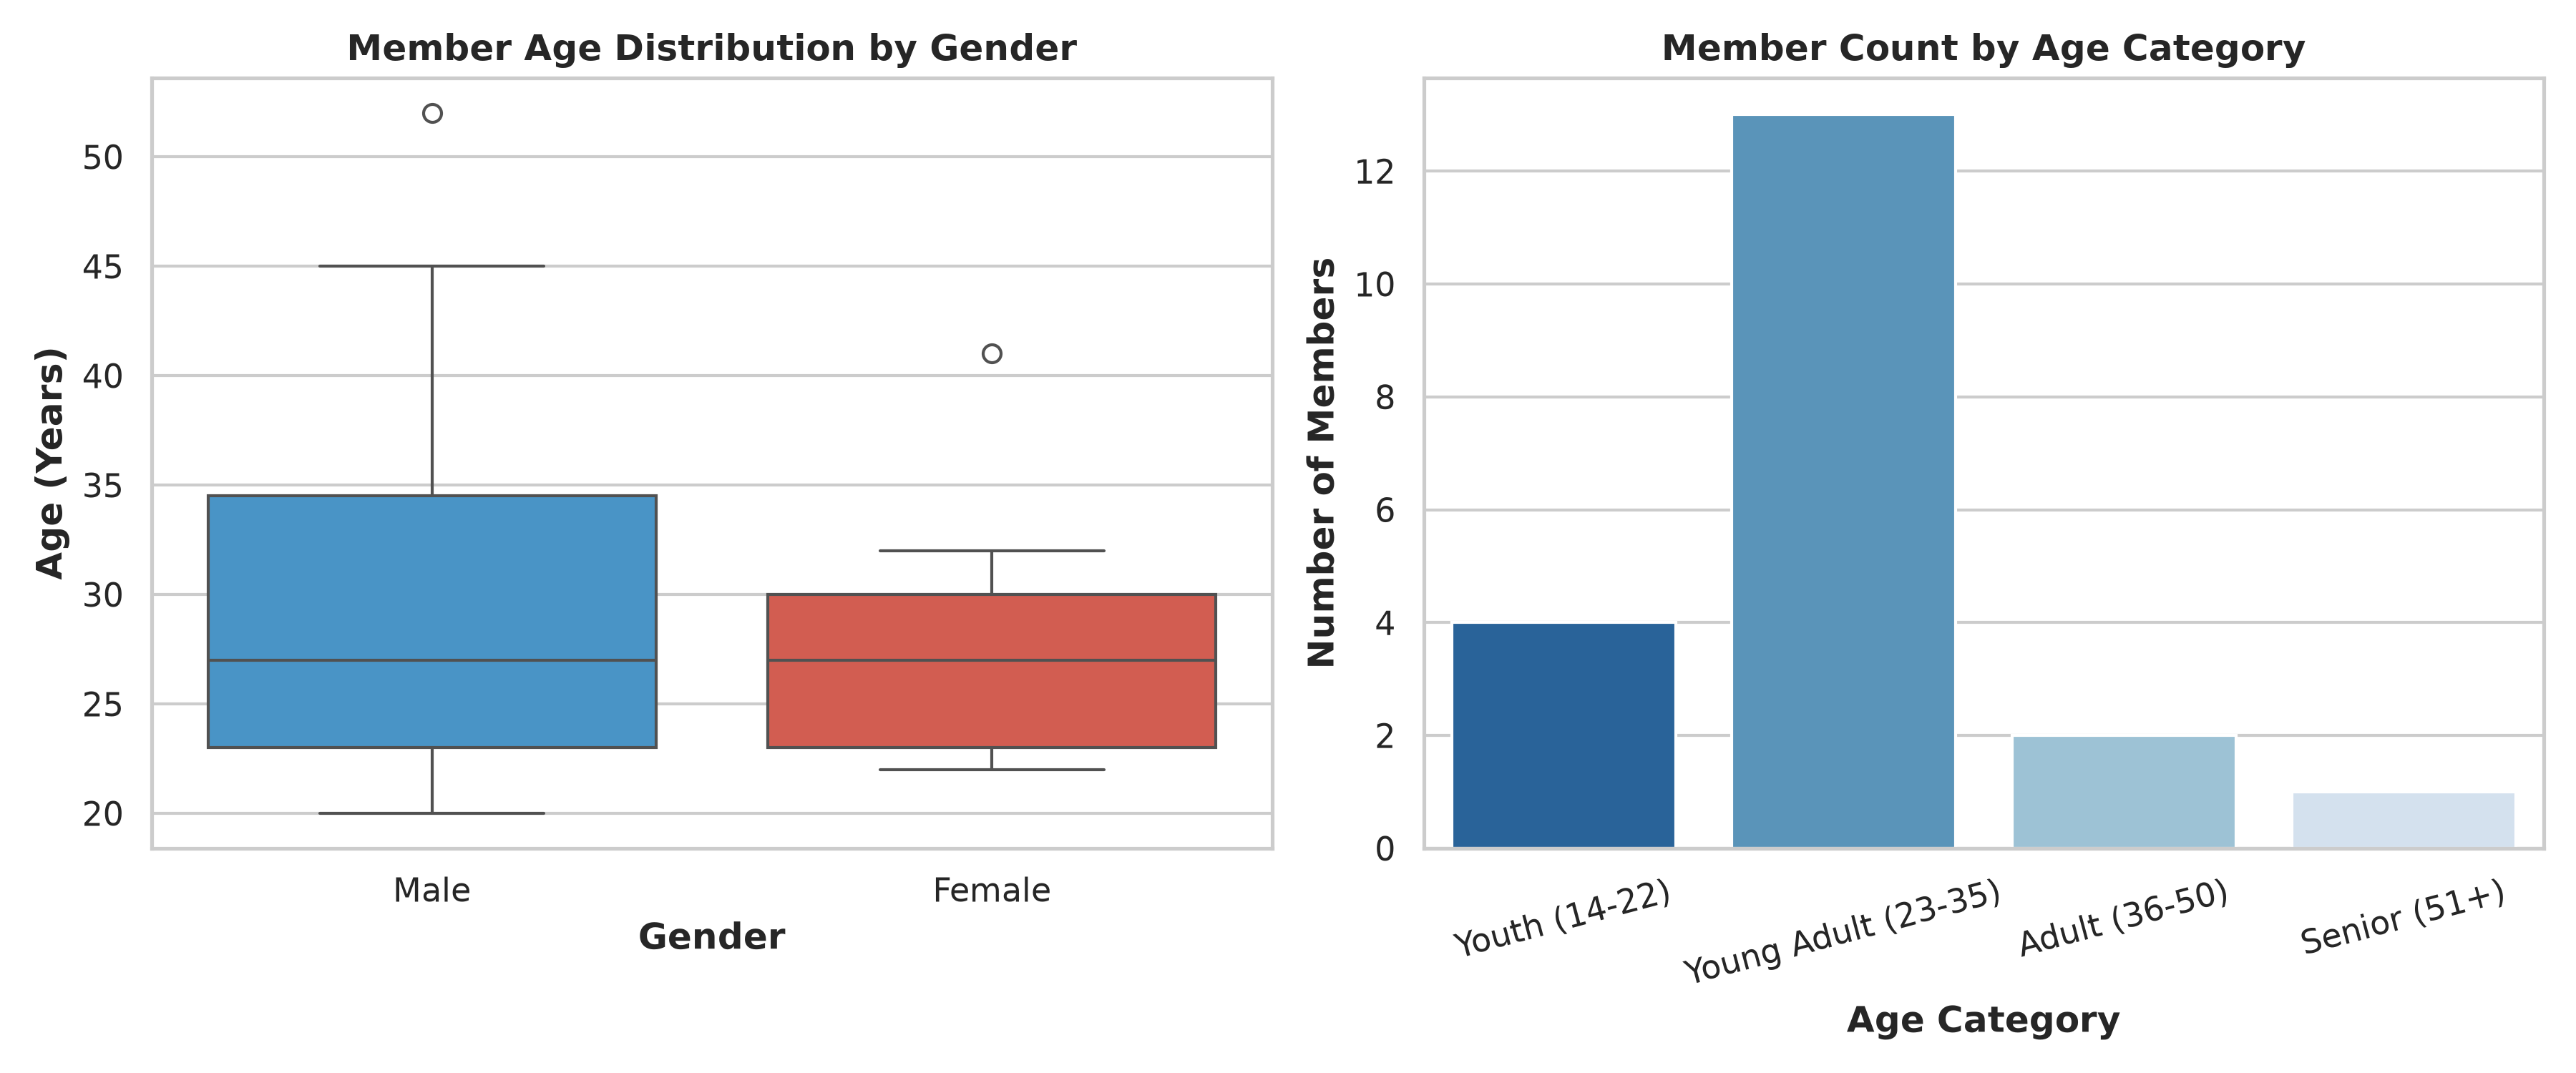 Member Age Distribution by Gender
Age (Years)
50
45
40
35
30
25
20
Male
Female
Gender
Member Count by Age Category
Number of Members
12
10
8
6
4
2
0
Youth (14-22)
Young Adult (23-35)
Adult (36-50)
Senior (51+)
Age Category